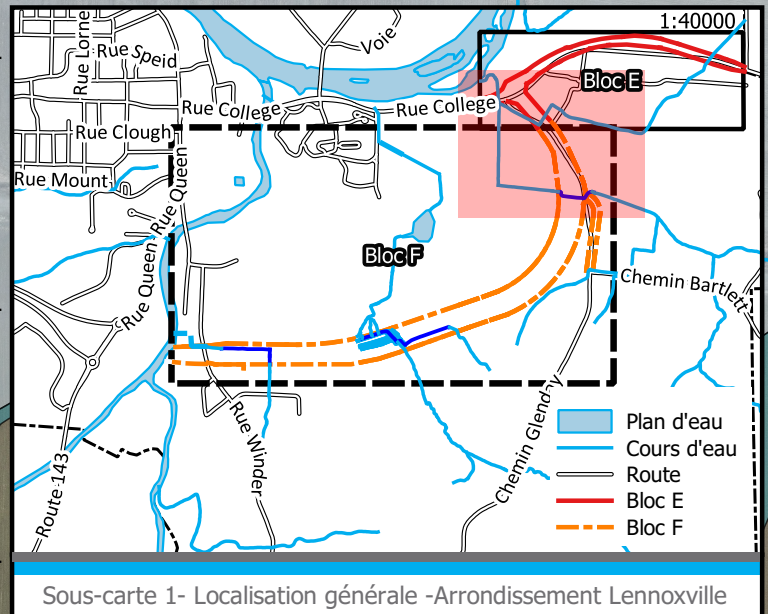 1:40000
Voie
Rue Lorne
Rue Speid
Bloc E
Rue College
Rue College
Rue Clough
Rue Mount
Rue Queen
Rue Queen
Bloc F
Chemin Bartlett
Rue Winder
Chemin Glenday
Route 143
Plan d'eau
Cours d'eau
Route
Bloc E
Bloc F
Sous-carte 1- Localisation générale -Arrondissement Lennoxville